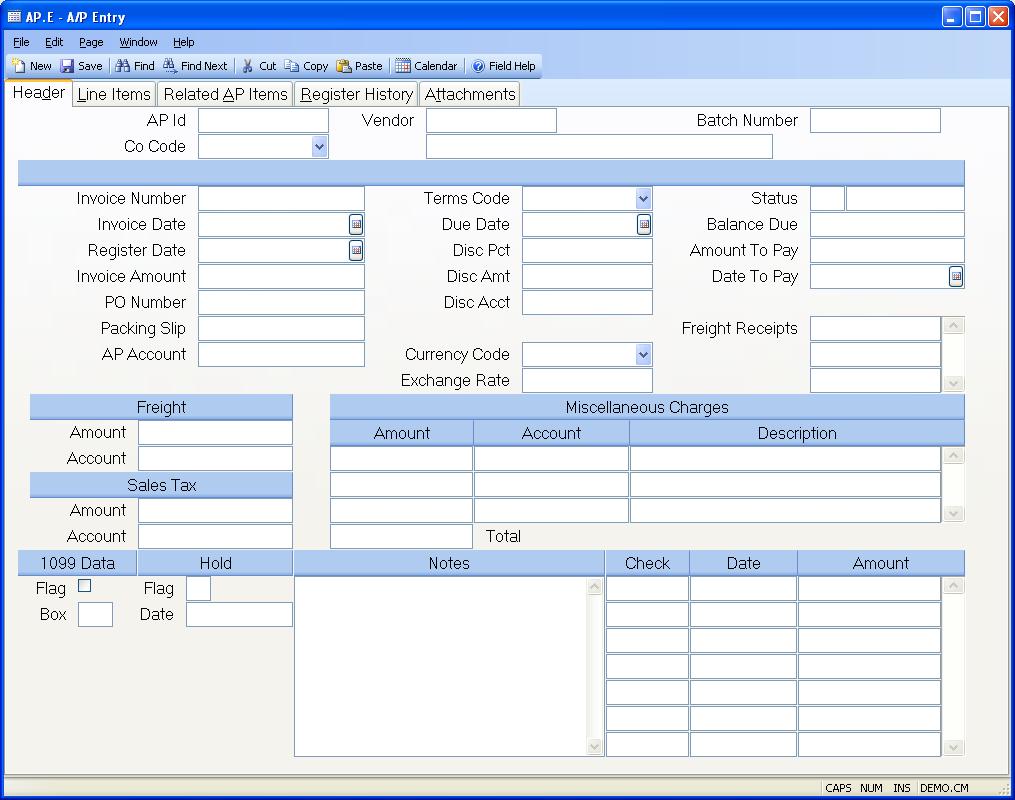 AP.E - A/P Entry
File Edit Page Window Help
New Save Find Find Next Cut Copy Paste Calendar Field Help
Header Line Items Related AP Items Register History Attachments
AP Id Vendor Batch Number
Co Code
Invoice Number Terms Code Status
Invoice Date Due Date Balance Due
Register Date Disc Pct Amount To Pay
Invoice Amount Disc Amt Date To Pay
PO Number Disc Acct
Packing Slip Freight Receipts
AP Account Currency Code
Exchange Rate
Freight Miscellaneous Charges
Amount Amount Account Description
Account
Sales Tax
Amount
Account Total
1099 Data Hold Notes Check Date Amount
Flag Flag
Box Date
CAPS NUM INS DEMO.CM